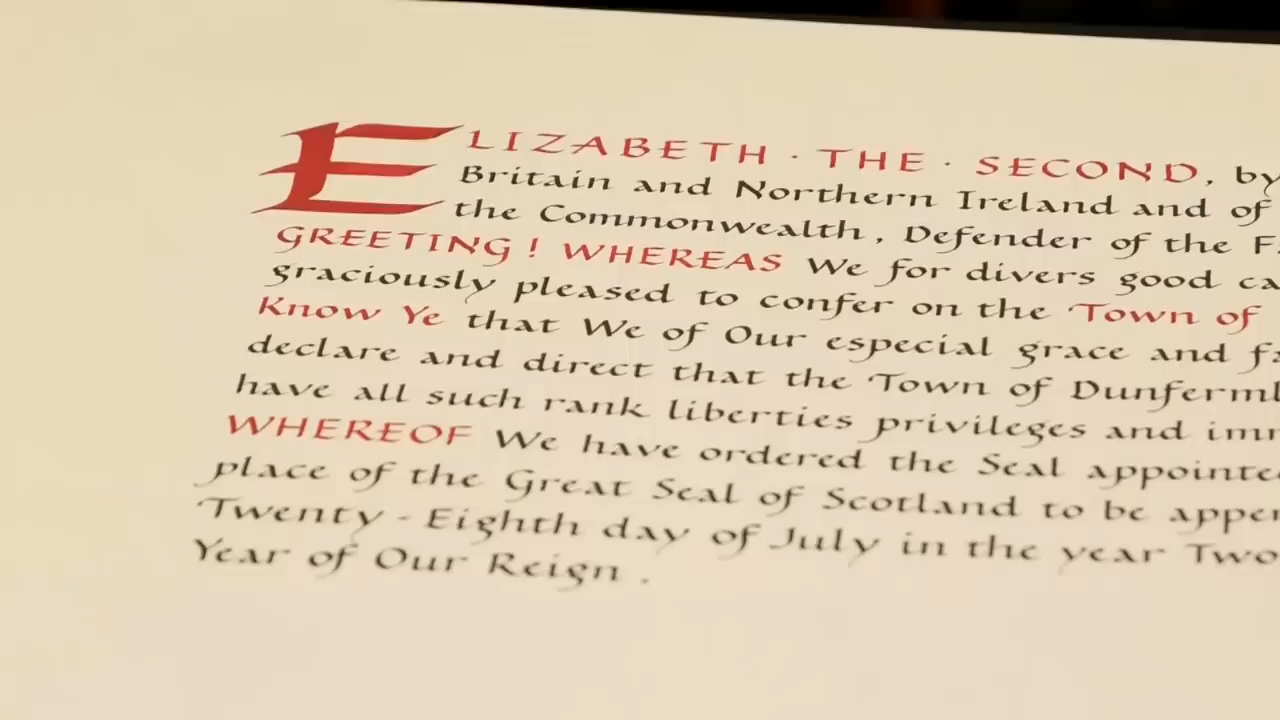 ELIZABETH · THE · SECOND, by
Britain and Northern Ireland and of
the Commonwealth, Defender of the
GREETING! WHEREAS We for divers good
graciously pleased to confer on the Town of
Know Ye that We of Our especial grace and
declare and direct that the Town of
have all such rank liberties privileges and
WHEREOF We have ordered the Seal
place of the Great Seal of Scotland to be
Twenty-Eighth day of July in the year Two
Year of Our Reign.